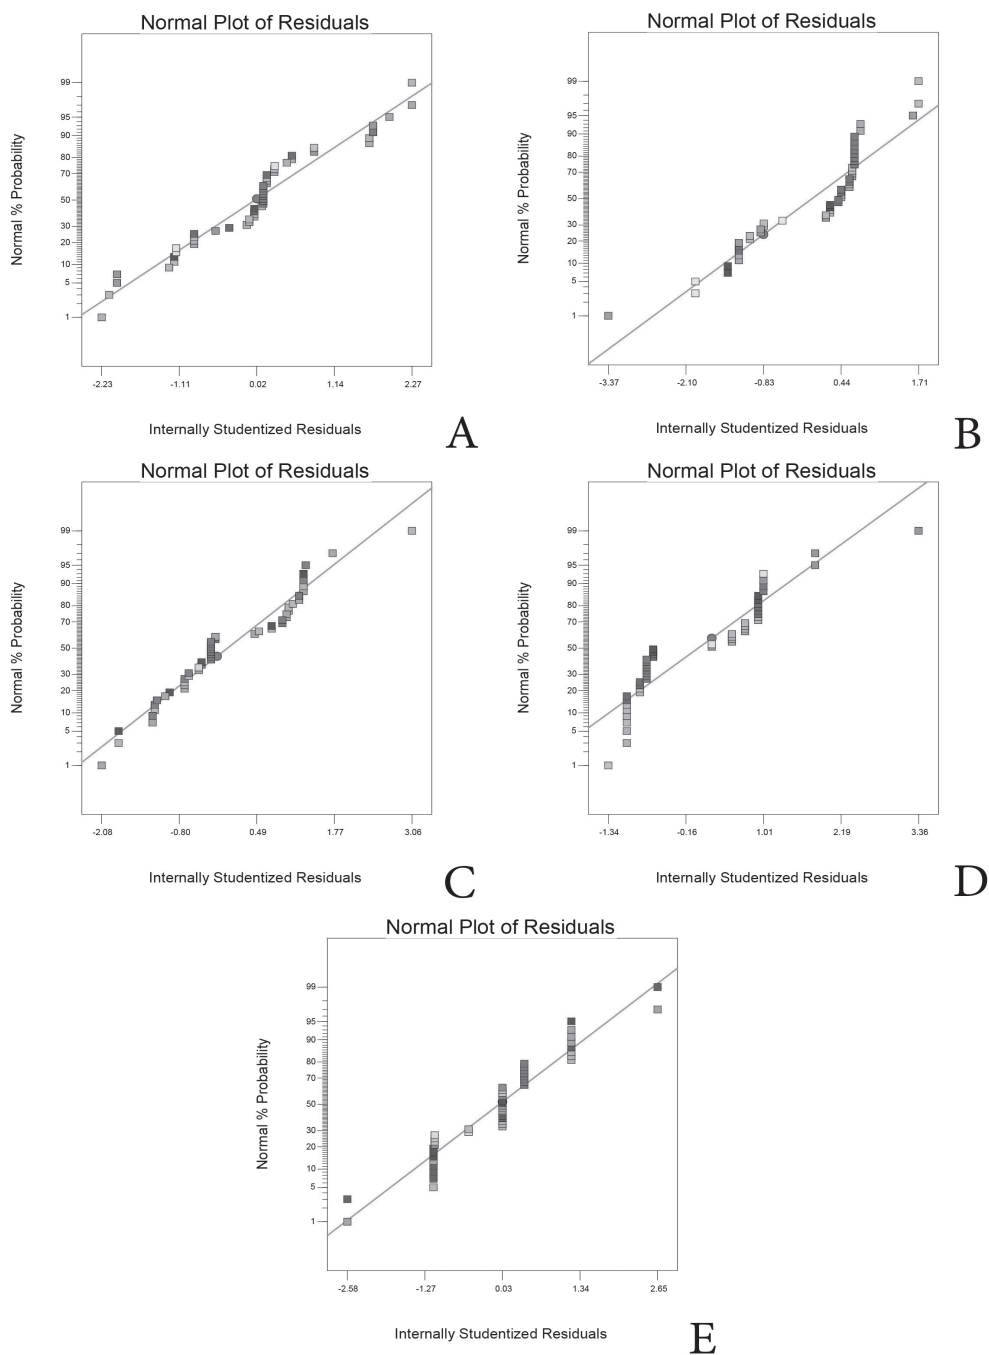 Normal Plot of Residuals
Normal % Probability
99
95
90
80
70
50
30
20
10
5
1
-2.23 -1.11 0.02 1.14 2.27
Internally Studentized Residuals
A
Normal Plot of Residuals
Normal % Probability
99
95
90
80
70
50
30
20
10
5
1
-3.37 -2.10 -0.83 0.44 1.71
Internally Studentized Residuals
B
Normal Plot of Residuals
Normal % Probability
99
95
90
80
70
50
30
20
10
5
1
-2.08 -0.80 0.49 1.77 3.06
Internally Studentized Residuals
C
Normal Plot of Residuals
Normal % Probability
99
95
90
80
70
50
30
20
10
5
1
-1.34 -0.16 1.01 2.19 3.36
Internally Studentized Residuals
D
Normal Plot of Residuals
Normal % Probability
99
95
90
80
70
50
30
20
10
5
1
-2.58 -1.27 0.03 1.34 2.65
Internally Studentized Residuals
E